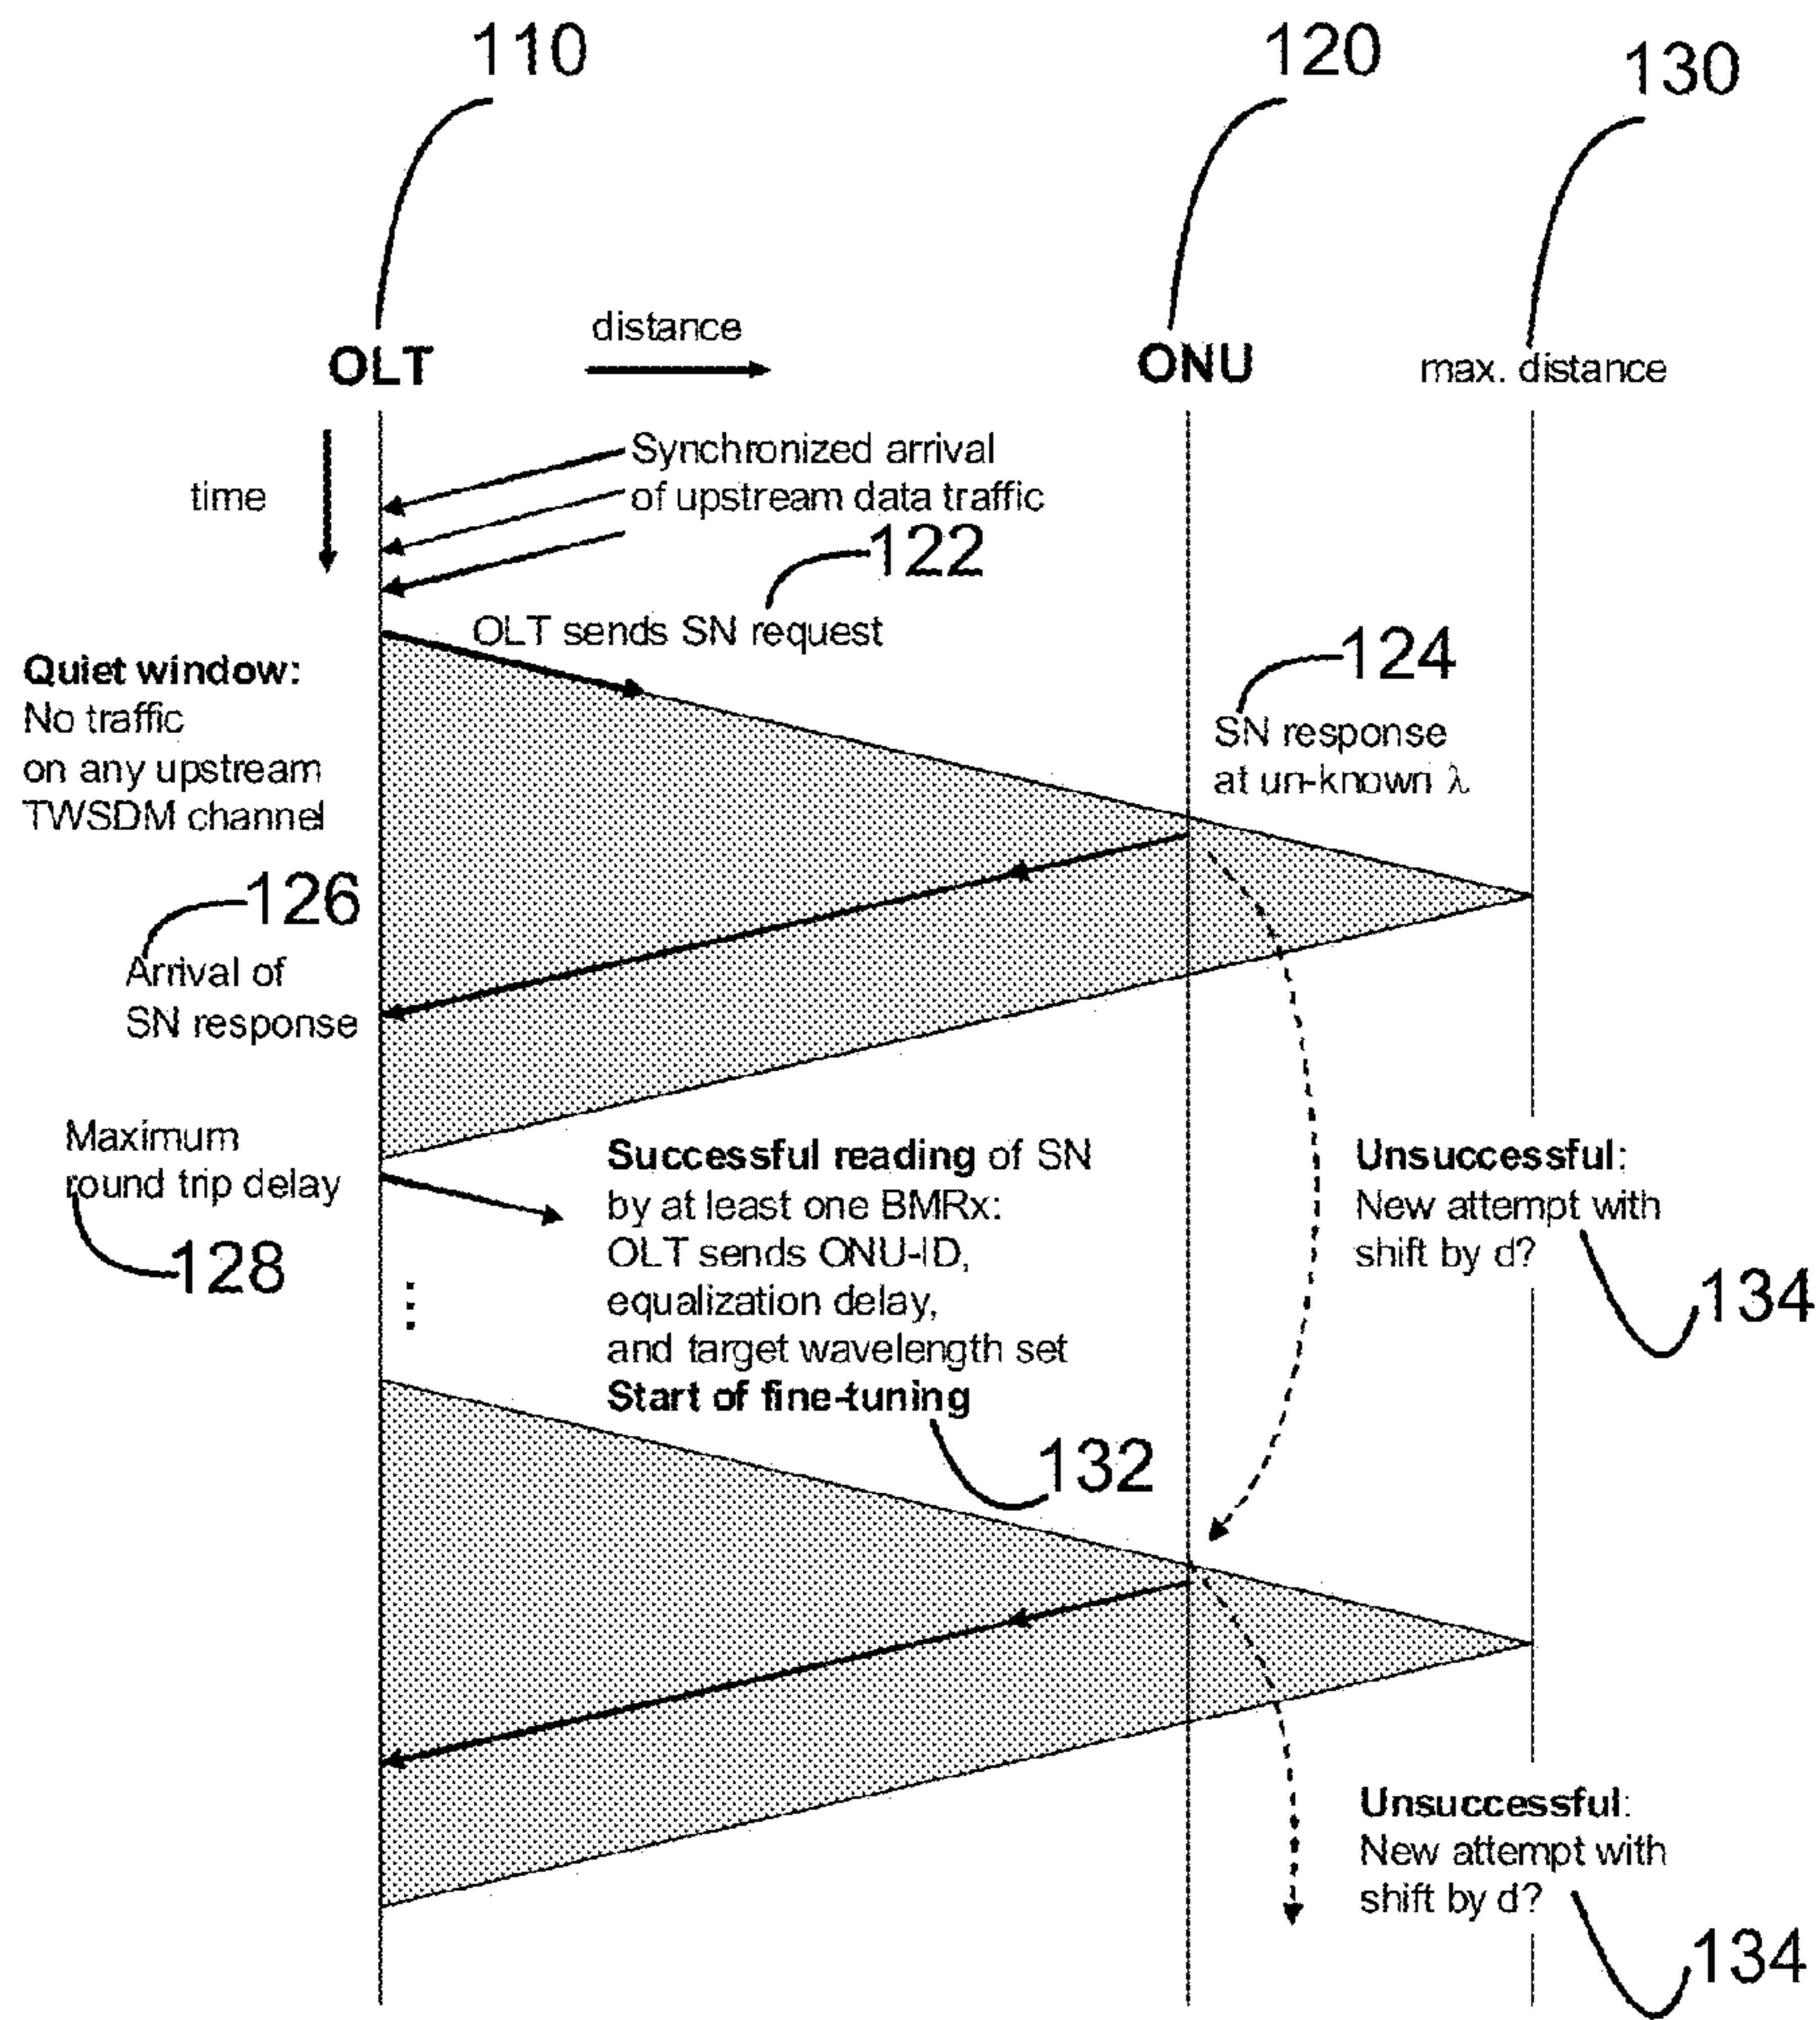 110
120
130
OLT
distance
ONU
max. distance
time
Synchronized arrival
of upstream data traffic
122
OLT sends SN request
Quiet window:
No traffic
on any upstream
TWSDM channel
124
SN response
at un-known λ
126
Arrival of
SN response
Maximum
round trip delay
128
Successful reading of SN
by at least one BMRx:
OLT sends ONU-ID,
equalization delay,
and target wavelength set
Start of fine-tuning
132
Unsuccessful:
New attempt with
shift by d?
134
Unsuccessful:
New attempt with
shift by d?
134